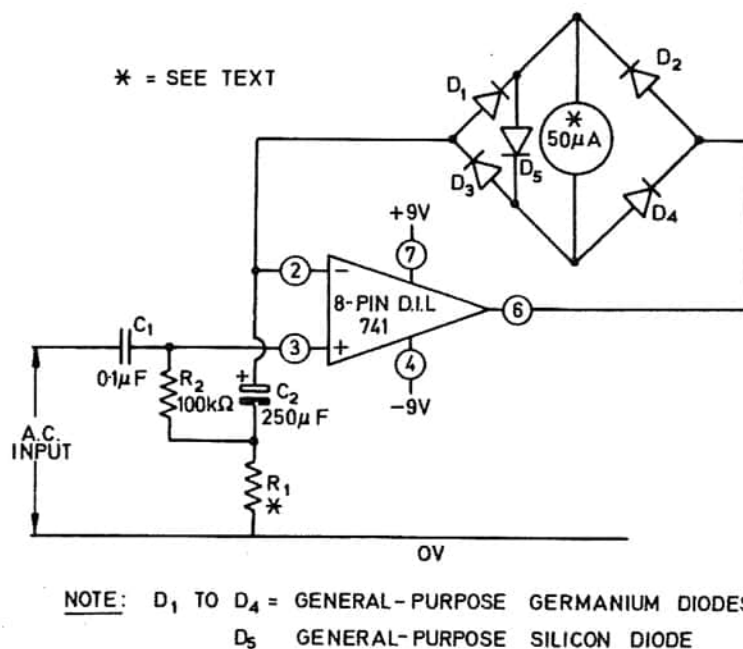 * = SEE TEXT
D1
D2
*
50µA
D3
D5
D4
+9V
7
2
−
8-PIN D.I.L
741
6
3
+
4
−9V
C1
0·1µF
R2
100kΩ
+
C2
250µF
A.C.
INPUT
R1
*
0V
NOTE: D1 TO D4 = GENERAL-PURPOSE GERMANIUM DIODES
D5 GENERAL-PURPOSE SILICON DIODE